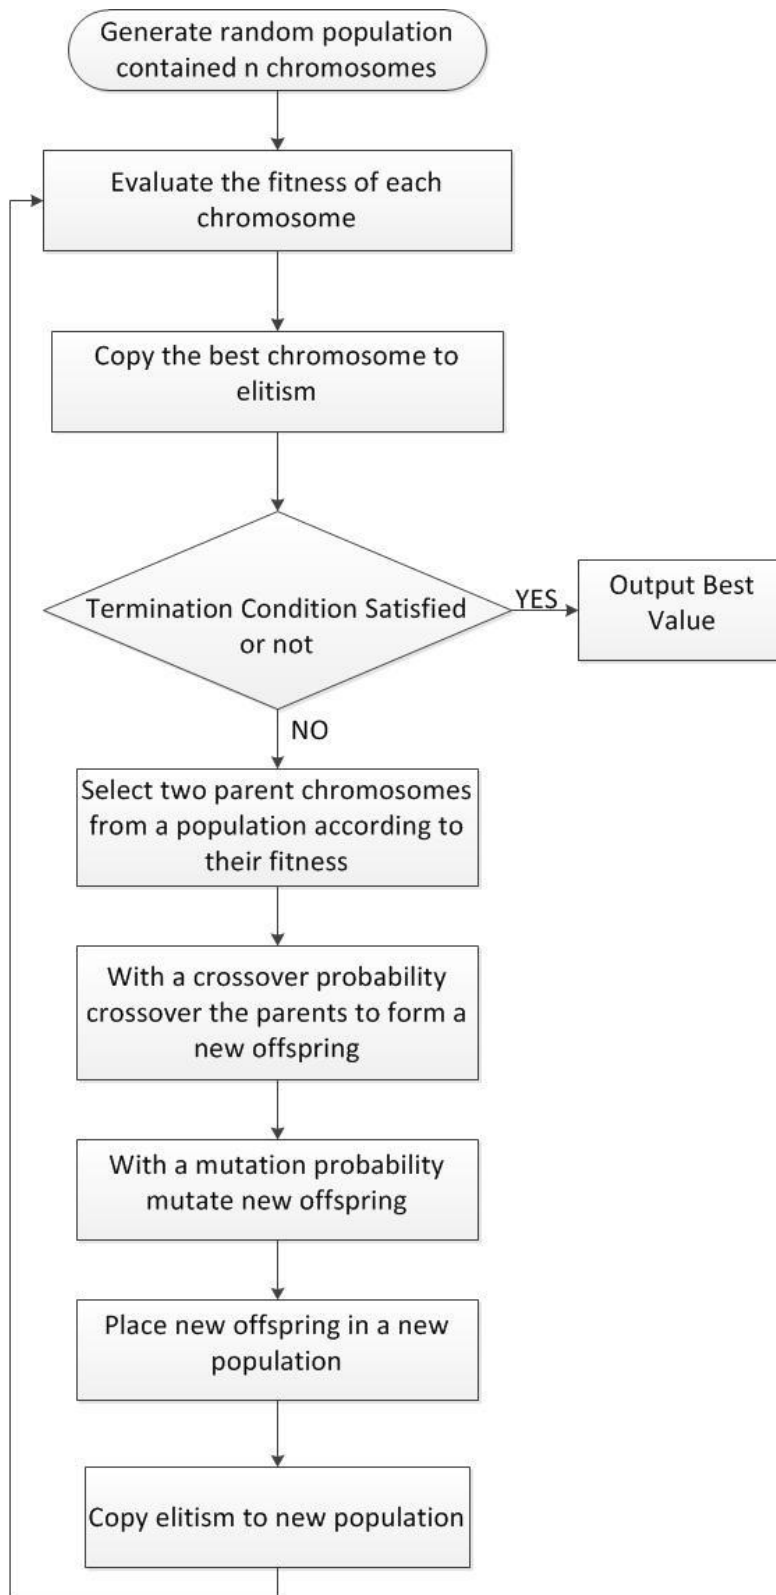 Generate random population
contained n chromosomes
Evaluate the fitness of each
chromosome
Copy the best chromosome to
elitism
Termination Condition Satisfied
or not
YES
Output Best
Value
NO
Select two parent chromosomes
from a population according to
their fitness
With a crossover probability
crossover the parents to form a
new offspring
With a mutation probability
mutate new offspring
Place new offspring in a new
population
Copy elitism to new population